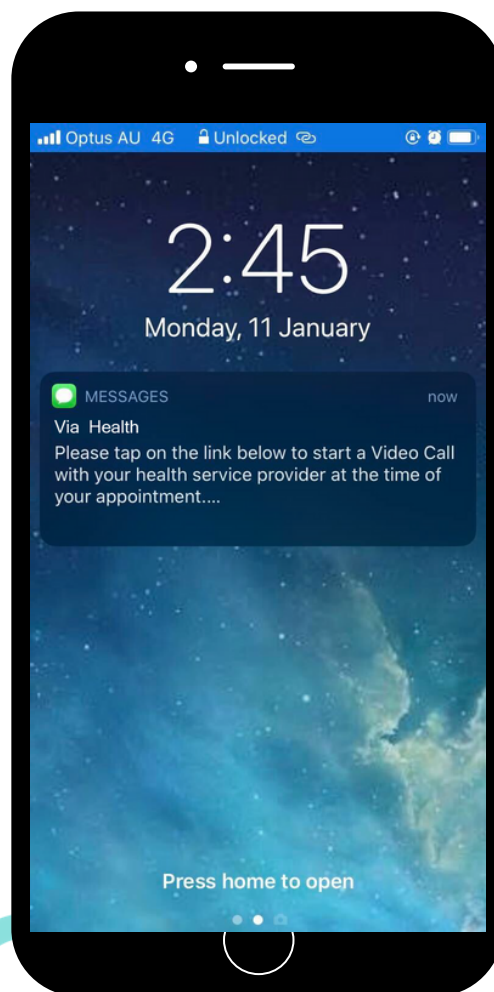 Optus AU 4G Unlocked
2:45
Monday, 11 January
MESSAGES now
Via Health
Please tap on the link below to start a Video Call
with your health service provider at the time of
your appointment....
Press home to open